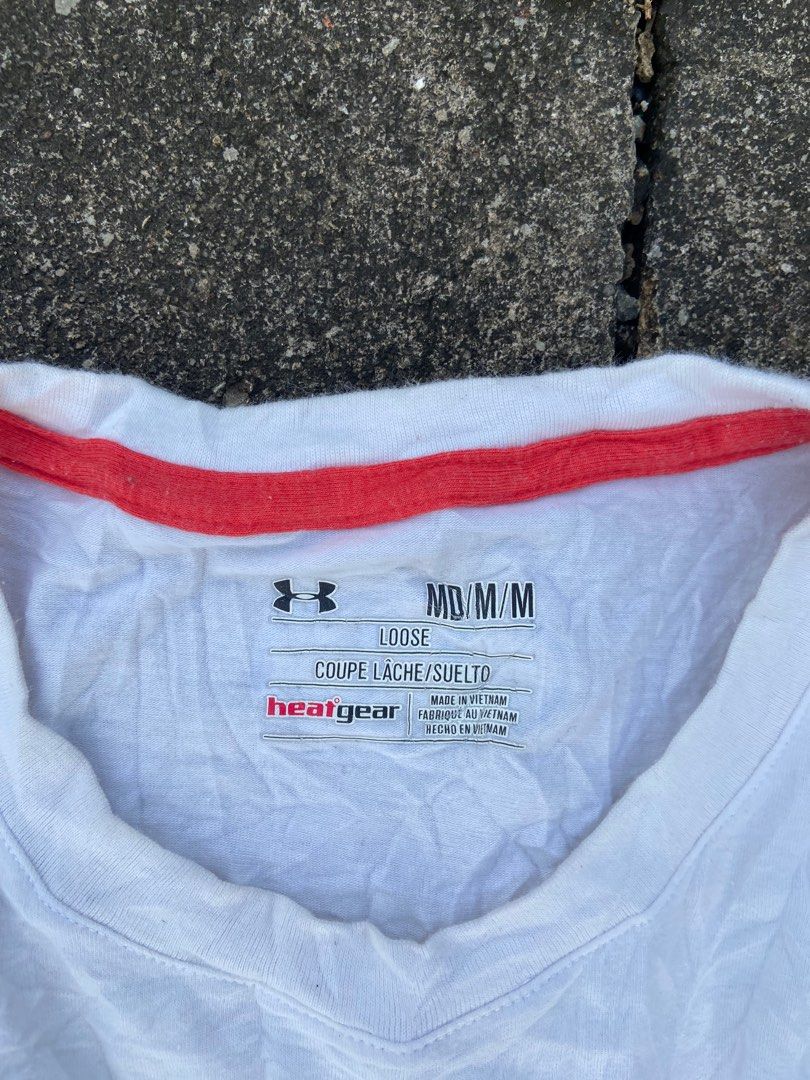 MD/M/M
LOOSE
COUPE LÂCHE/SUELTO
heatgear
MADE IN VIETNAM
FABRIQUÉ AU VIETNAM
HECHO EN VIETNAM